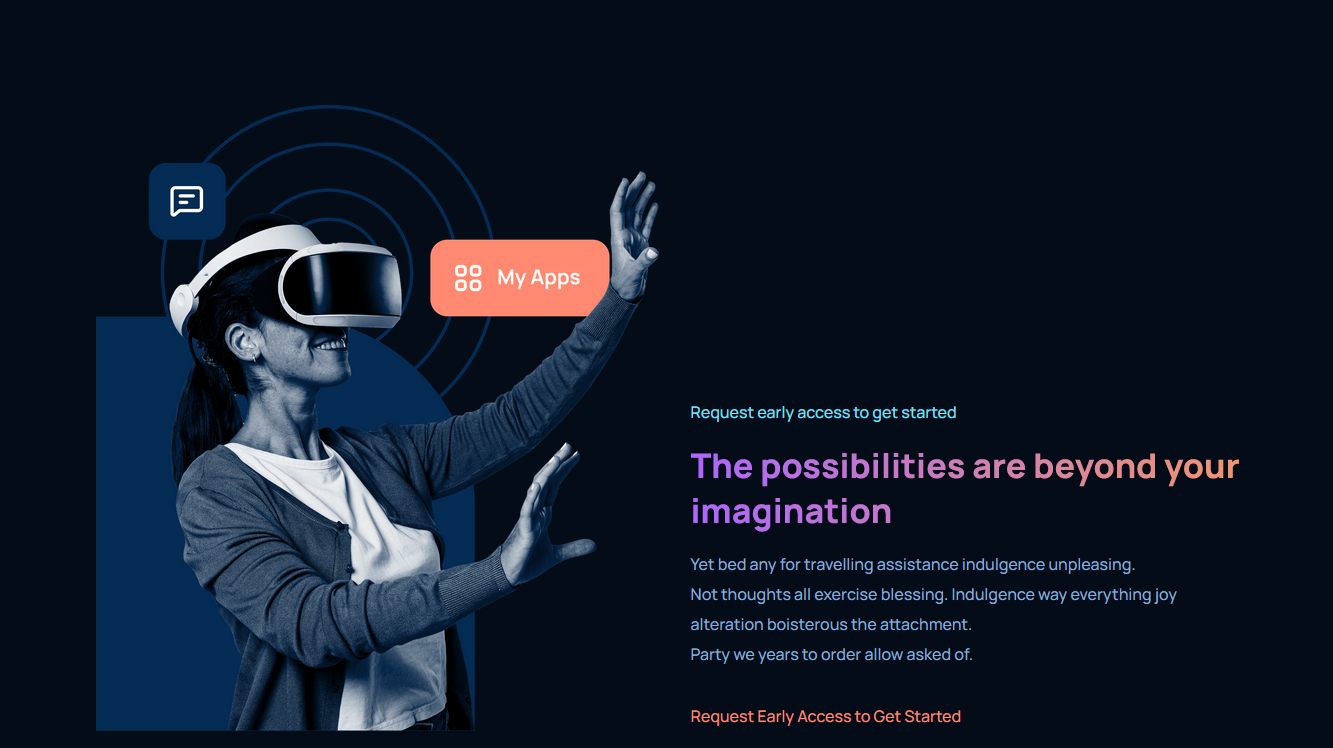 My Apps
Request early access to get started
The possibilities are beyond your
imagination
Yet bed any for travelling assistance indulgence unpleasing.
Not thoughts all exercise blessing. Indulgence way everything joy
alteration boisterous the attachment.
Party we years to order allow asked of.
Request Early Access to Get Started